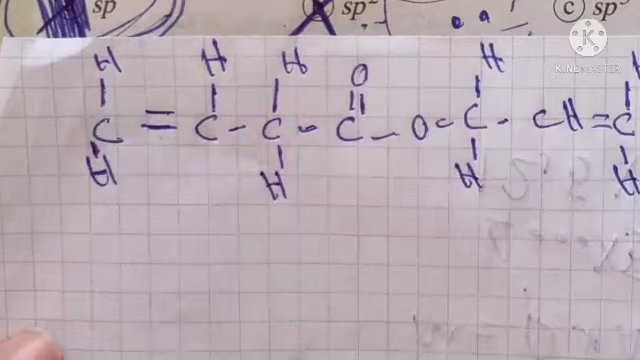 sp sp² c sp³
KINEMASTER
H H H O H H
C = C - C - C - O - C - CH = C
H H H H